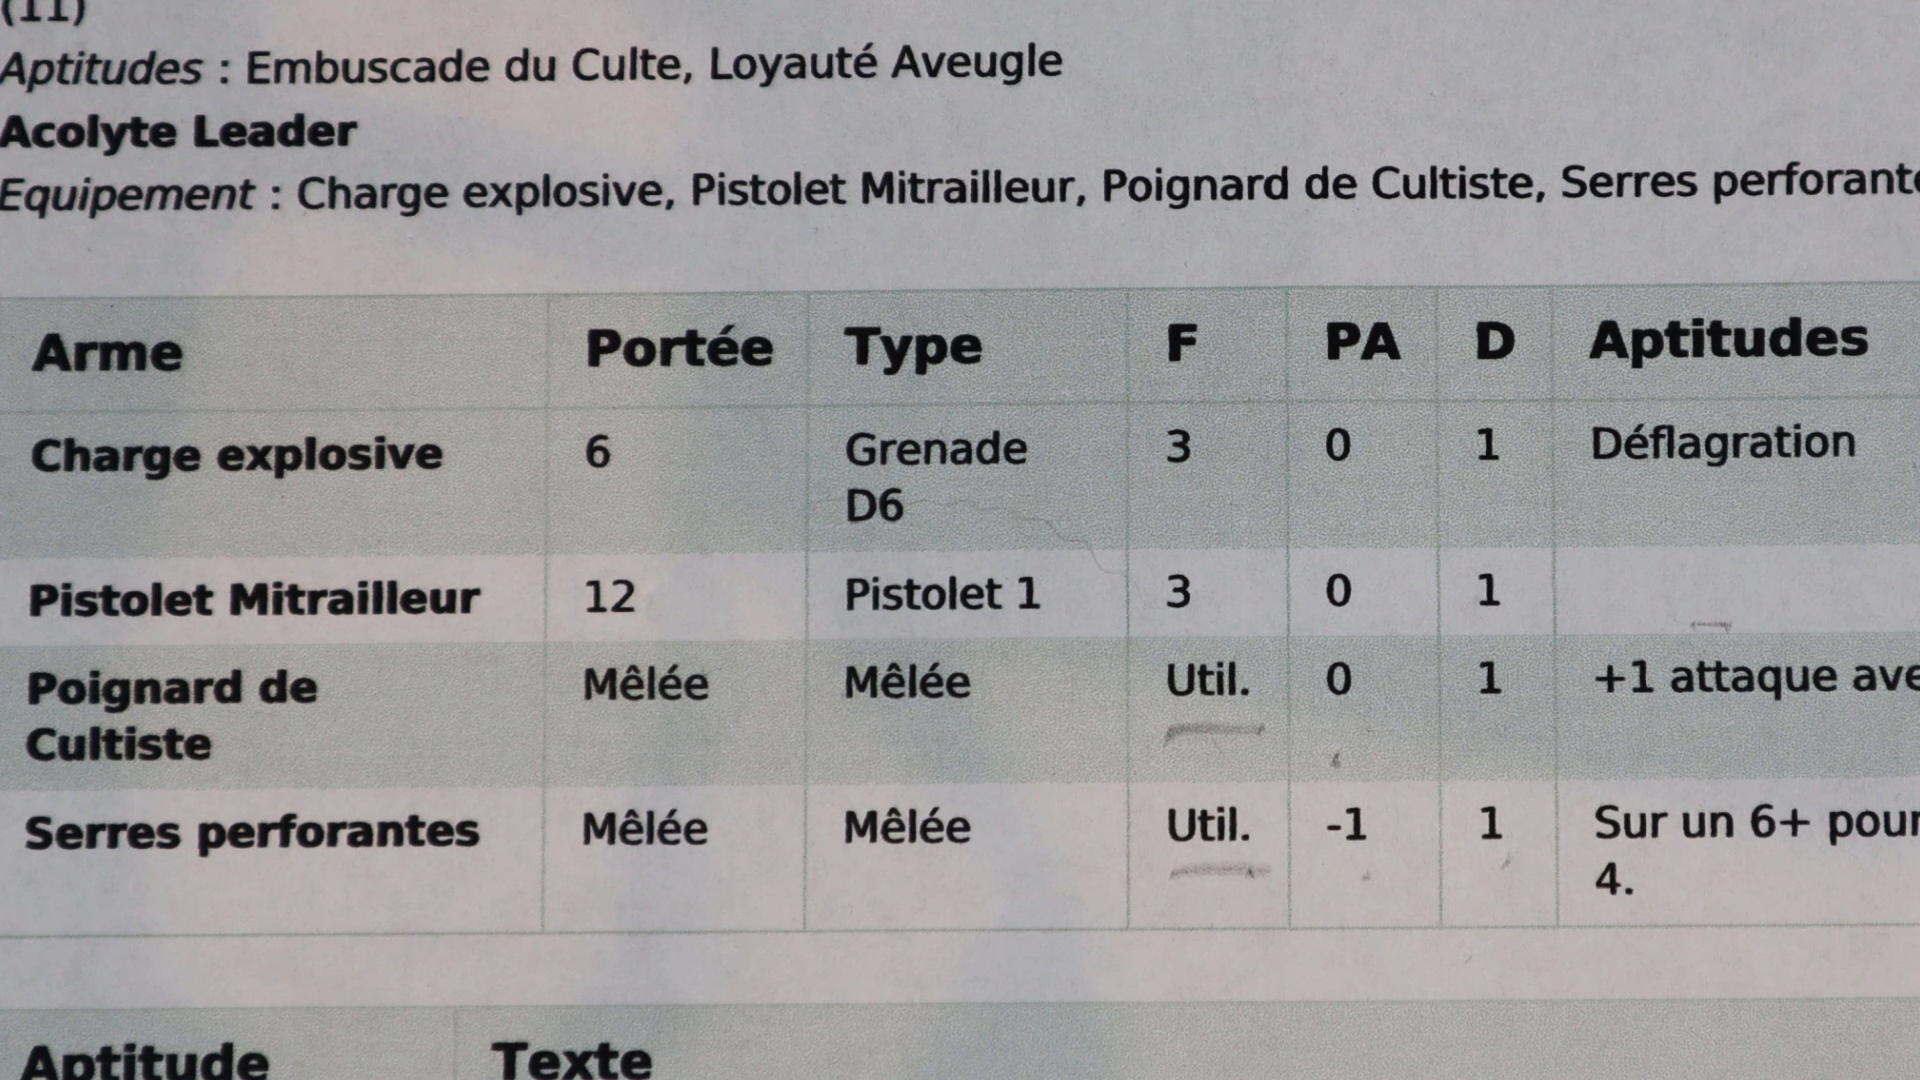 (11)
Aptitudes : Embuscade du Culte, Loyauté Aveugle
Acolyte Leader
Equipement : Charge explosive, Pistolet Mitrailleur, Poignard de Cultiste, Serres perforante
Arme Portée Type F PA D Aptitudes
Charge explosive 6 Grenade D6 3 0 1 Déflagration
Pistolet Mitrailleur 12 Pistolet 1 3 0 1
Poignard de Cultiste Mêlée Mêlée Util. 0 1 +1 attaque ave
Serres perforantes Mêlée Mêlée Util. -1 1 Sur un 6+ pour
4.
Aptitude Texte